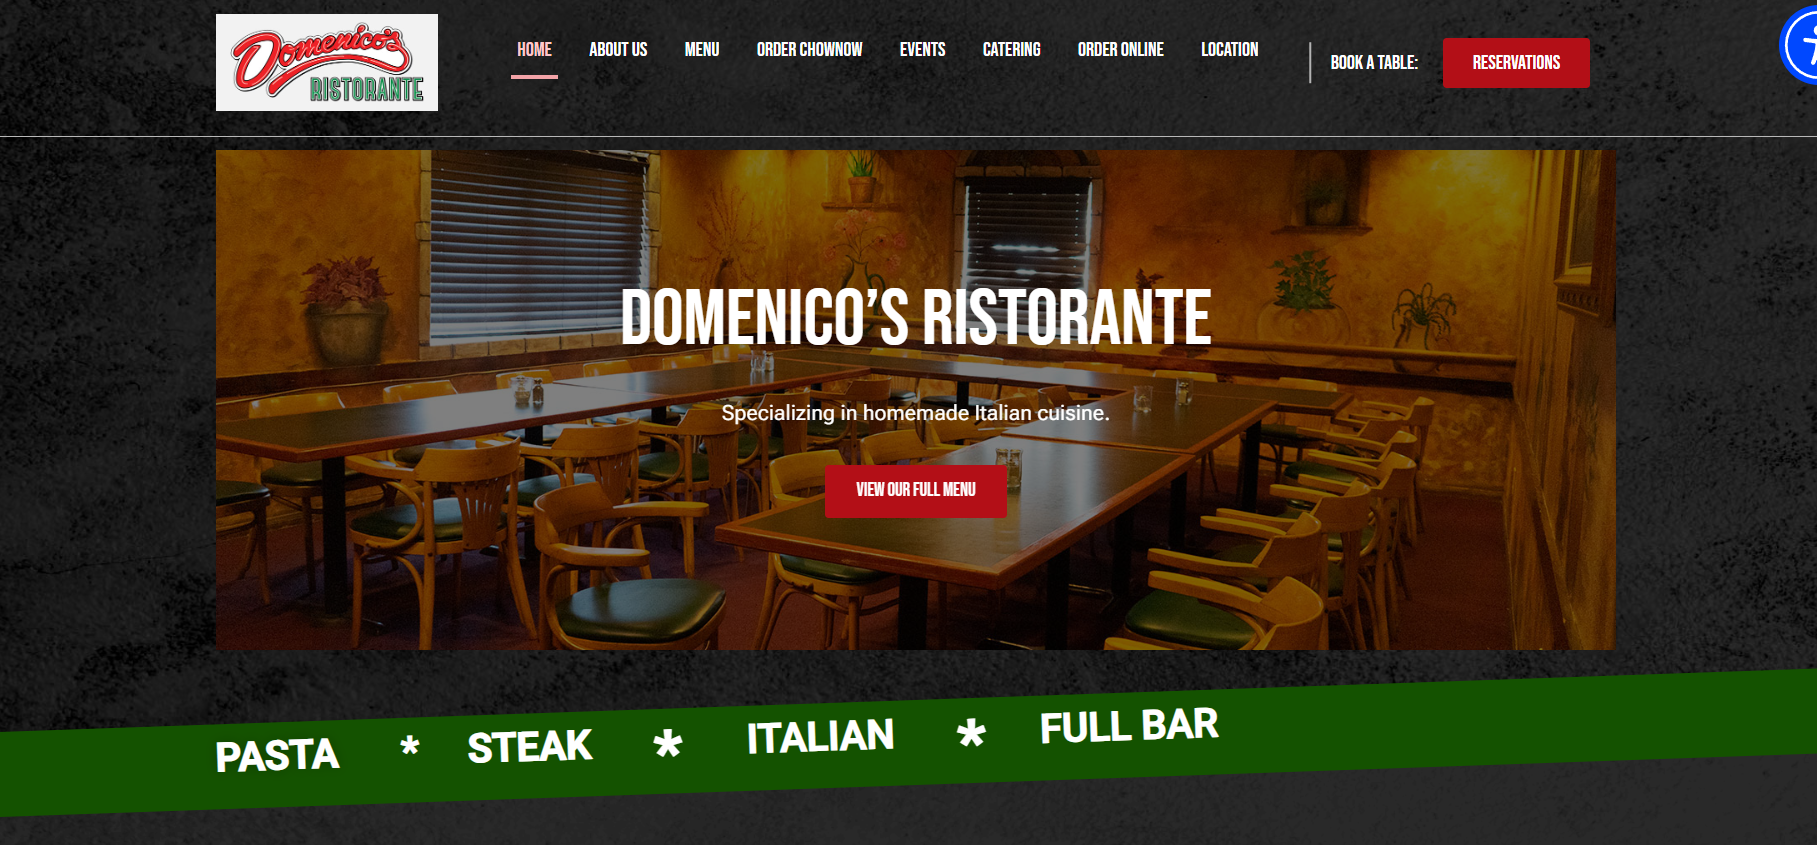 Domenico's
RISTORANTE
HOME
ABOUT US
MENU
ORDER CHOWNOW
EVENTS
CATERING
ORDER ONLINE
LOCATION
BOOK A TABLE:
RESERVATIONS
DOMENICO’S RISTORANTE
Specializing in homemade Italian cuisine.
VIEW OUR FULL MENU
PASTA * STEAK * ITALIAN * FULL BAR